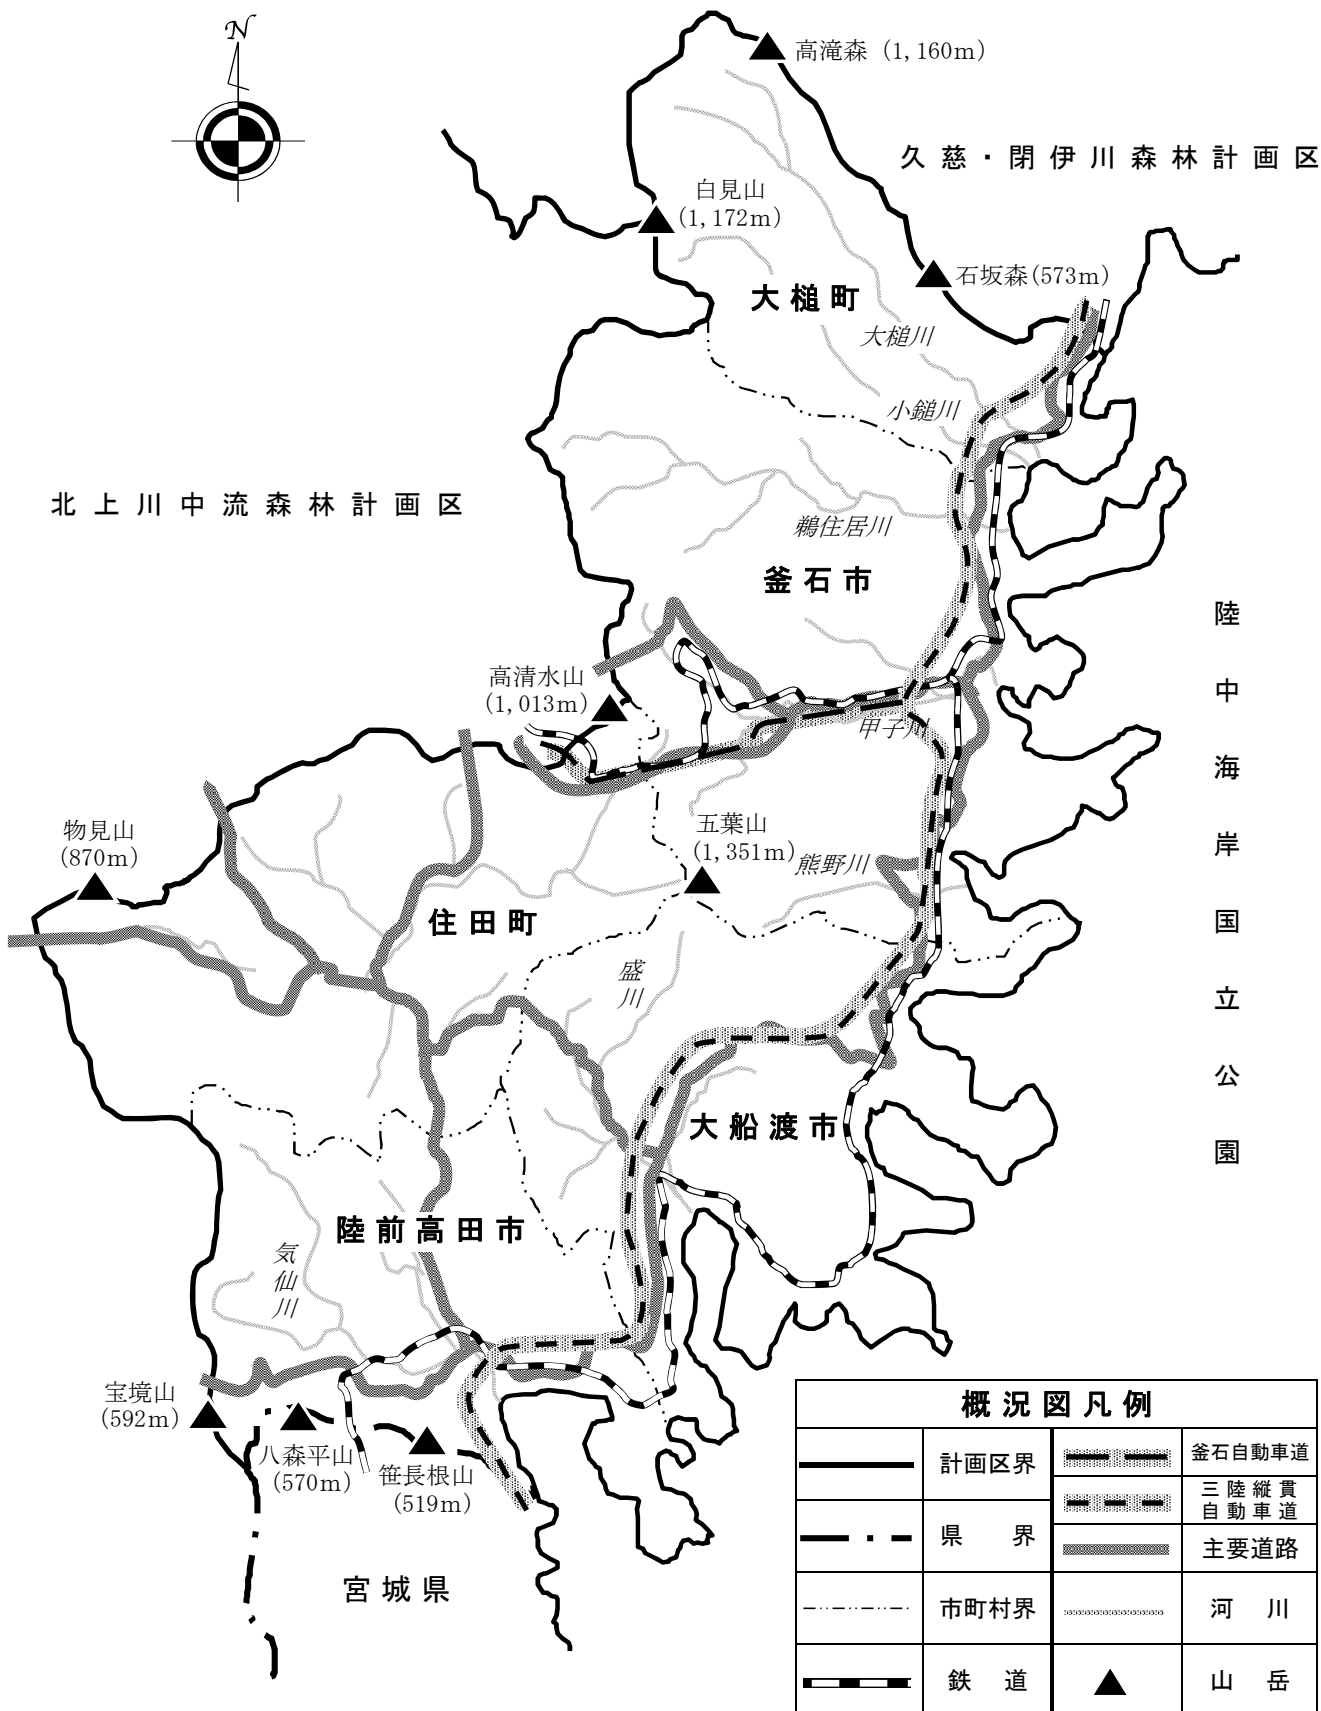 N
高滝森 (1,160m)
久慈・閉伊川森林計画区
白見山
(1,172m)
石坂森(573m)
大槌町
大槌川
小鎚川
北上川中流森林計画区
鵜住居川
釜石市
陸中海岸国立公園
高清水山
(1,013m)
甲子川
物見山
(870m)
五葉山
(1,351m)
熊野川
住田町
盛川
大船渡市
陸前高田市
気仙川
宝境山
(592m)
八森平山
(570m)
笹長根山
(519m)
宮城県
概況図凡例
計画区界
釜石自動車道
三陸縦貫
自動車道
県界
主要道路
市町村界
河川
鉄道
山岳